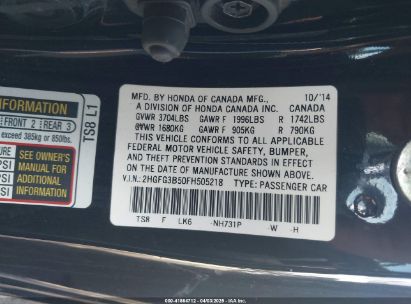 INFORMATION
FRONT 2 REAR 3
exceed 385kg or 850lbs.
PSI SEE OWNER'S
PSI MANUAL FOR
PSI ADDITIONAL
INFORMATION
TS8 L1
MFD. BY HONDA OF CANADA MFG., CANADA 10/'14
A DIVISION OF HONDA CANADA INC.
GVWR 3704LBS GAWR F 1996LBS R 1742LBS
GVWR 1680KG GAWR F 905KG R 790KG
THIS VEHICLE CONFORMS TO ALL APPLICABLE
FEDERAL MOTOR VEHICLE SAFETY, BUMPER,
AND THEFT PREVENTION STANDARDS IN EFFECT
ON THE DATE OF MANUFACTURE SHOWN ABOVE.
V.I.N.: 2HGFG3B50FH505218 TYPE: PASSENGER CAR
TS8 F LK6 -NH731P -W -H